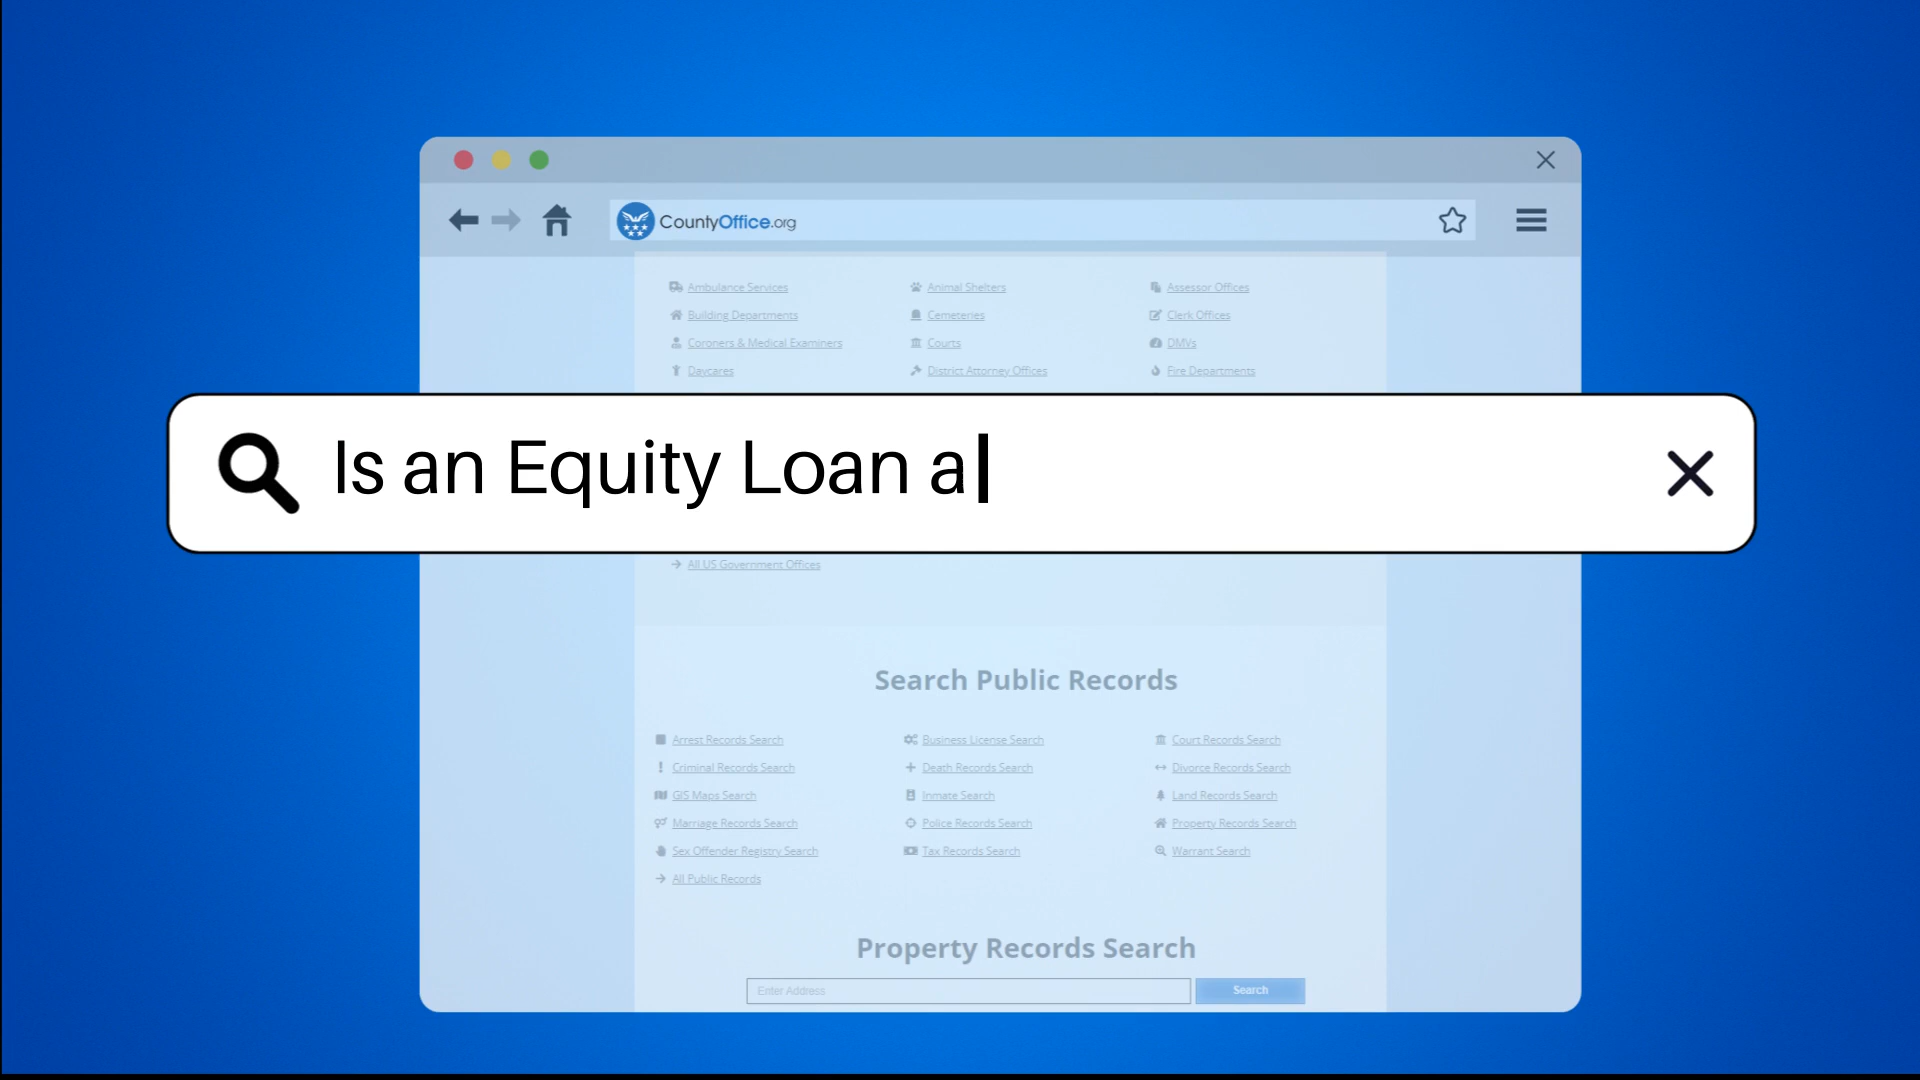 CountyOffice.org
Ambulance Services Animal Shelters Assessor Offices
Building Departments Cemeteries Clerk Offices
Coroners & Medical Examiners Courts DMVs
Daycares District Attorney Offices Fire Departments
Is an Equity Loan a
All US Government Offices
Search Public Records
Arrest Records Search Business License Search Court Records Search
Criminal Records Search Death Records Search Divorce Records Search
GIS Maps Search Inmate Search Land Records Search
Marriage Records Search Police Records Search Property Records Search
Sex Offender Registry Search Tax Records Search Warrant Search
All Public Records
Property Records Search
Enter Address Search